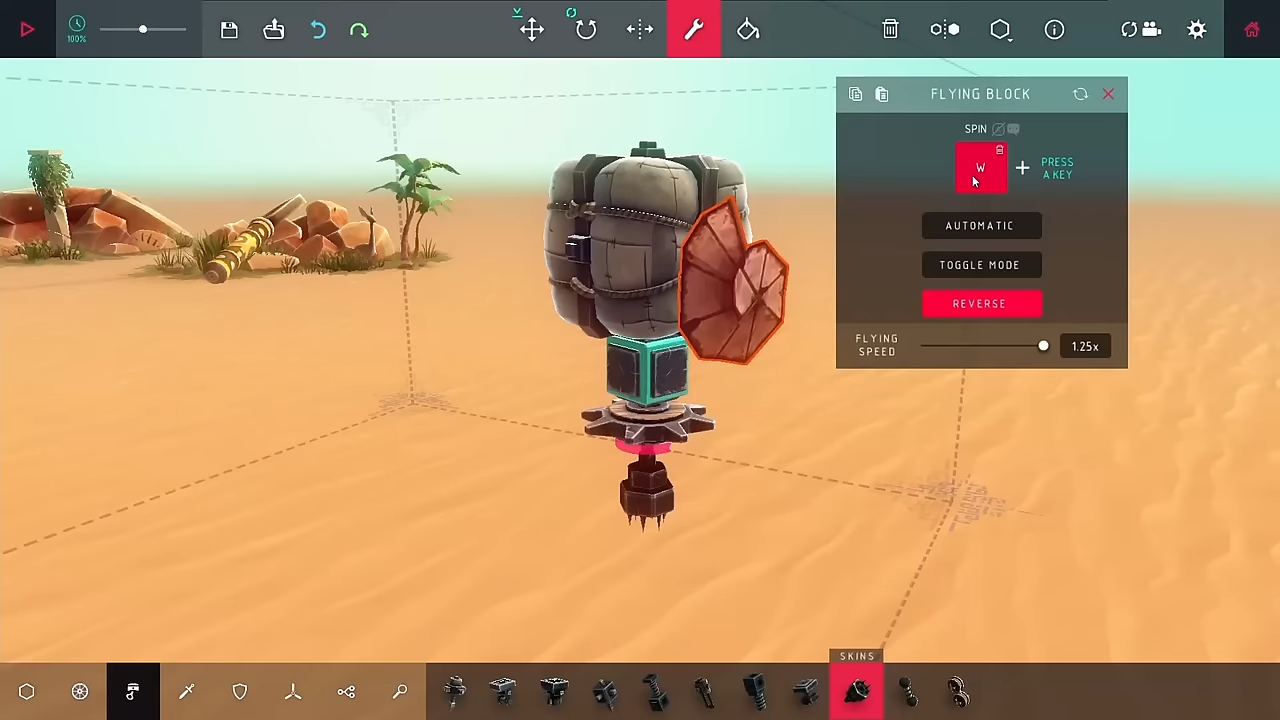 100%
FLYING BLOCK
SPIN
W
PRESS
A KEY
AUTOMATIC
TOGGLE MODE
REVERSE
FLYING
SPEED
1.25x
SKINS